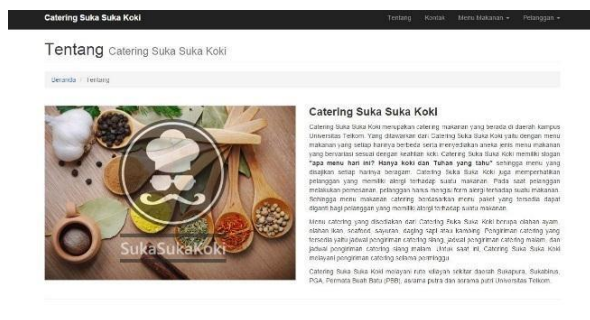 Catering Suka Suka Koki
Tentang Kontak Menu Makanan Pelanggan
Tentang Catering Suka Suka Koki
Beranda / Tentang
SukaSukaKoki
Catering Suka Suka Koki
Catering Suka Suka Koki merupakan catering makanan yang berada di daerah kampus
Universitas Telkom. Yang ditawarkan dari Catering Suka Suka Koki yaitu dengan menu
makanan yang setiap harinya berbeda serta menyediakan aneka jenis menu makanan
yang bervariasi sesuai dengan keahlian koki. Catering Suka Suka Koki memiliki slogan
"apa menu hari ini? Hanya koki dan Tuhan yang tahu" sehingga menu yang
disajikan setiap harinya beragam. Catering Suka Suka Koki juga memperhatikan
pelanggan yang memiliki alergi terhadap suatu makanan. Pada saat pelanggan
melakukan pemesanan, pelanggan harus mengisi form alergi terhadap suatu makanan.
Sehingga menu makanan catering berdasarkan menu paket yang tersedia dapat
diganti bagi pelanggan yang memiliki alergi terhadap suatu makanan.
Menu catering yang disediakan dari Catering Suka Suka Koki berupa olahan ayam,
olahan ikan, seafood, sayuran, daging sapi atau kambing. Pengiriman catering yang
tersedia yaitu jadwal pengiriman catering siang, jadwal pengiriman catering malam, dan
jadwal pengiriman catering siang malam. Untuk saat ini, Catering Suka Suka Koki
melayani pengiriman catering selama perminggu.
Catering Suka Suka Koki melayani rute wilayah sekitar daerah Sukapura, Sukabirus,
PGA, Permata Buah Batu (PBB), asrama putra dan asrama putri Universitas Telkom.